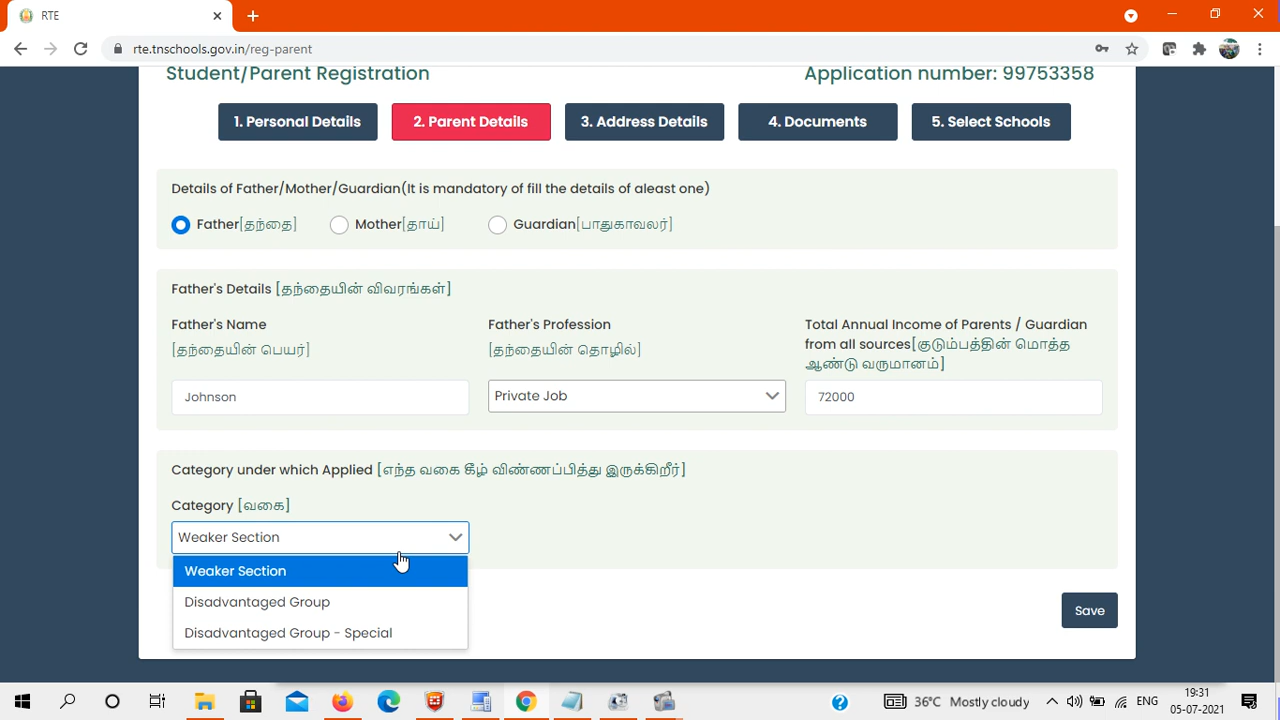 RTE
rte.tnschools.gov.in/reg-parent
Student/Parent Registration
Application number: 99753358
1. Personal Details
2. Parent Details
3. Address Details
4. Documents
5. Select Schools
Details of Father/Mother/Guardian(It is mandatory of fill the details of aleast one)
Father[தந்தை]
Mother[தாய்]
Guardian[பாதுகாவலர்]
Father's Details [தந்தையின் விவரங்கள்]
Father's Name
[தந்தையின் பெயர்]
Father's Profession
[தந்தையின் தொழில்]
Total Annual Income of Parents / Guardian
from all sources[குடும்பத்தின் மொத்த
ஆண்டு வருமானம்]
Johnson
Private Job
72000
Category under which Applied [எந்த வகை கீழ் விண்ணப்பித்து இருக்கிறீர்]
Category [வகை]
Weaker Section
Weaker Section
Disadvantaged Group
Disadvantaged Group - Special
Save
36°C Mostly cloudy
ENG
19:31
05-07-2021